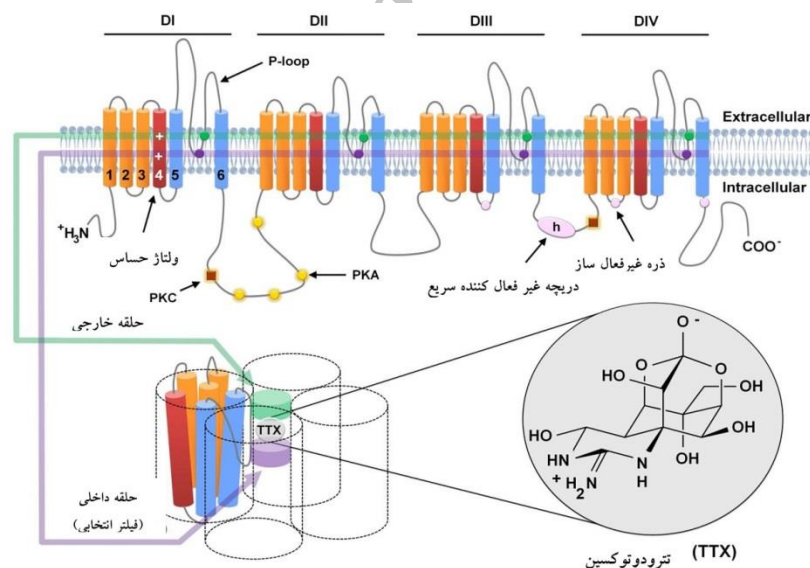 DI DII DIII DIV
P-loop
Extracellular
+
+
1 2 3 4 5 6
Intracellular
+H3N
h
COO-
ولتاژ حساس
ذره غیرفعال ساز
PKA
دریچه غیر فعال کننده سریع
PKC
حلقه خارجی
O-
O O
HO OH
HO OH
OH
TTX
HN N
H
+
H2N
حلقه داخلی
(فیلتر انتخابی)
تترودوتوکسین (TTX)